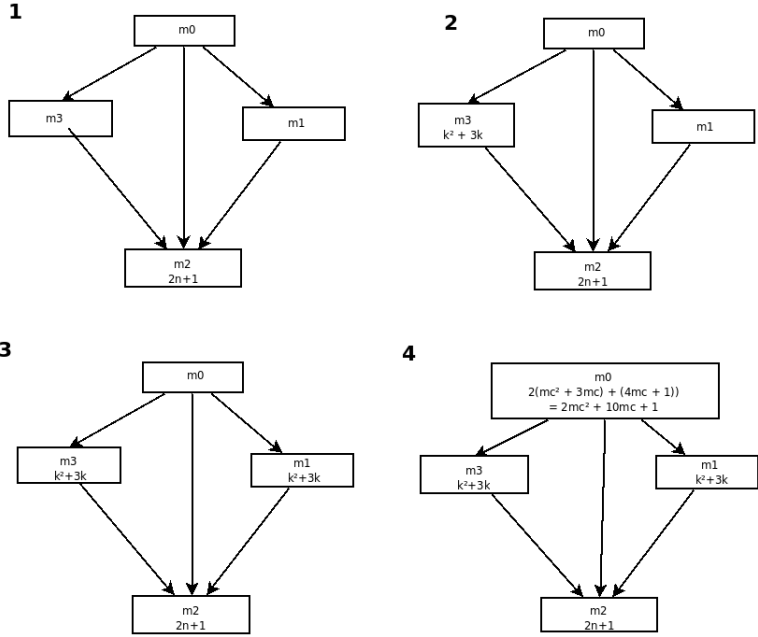 1
m0
m3
m1
m2
2n+1
2
m0
m3
k² + 3k
m1
m2
2n+1
3
m0
m3
k²+3k
m1
k²+3k
m2
2n+1
4
m0
2(mc² + 3mc) + (4mc + 1))
= 2mc² + 10mc + 1
m3
k²+3k
m1
k²+3k
m2
2n+1